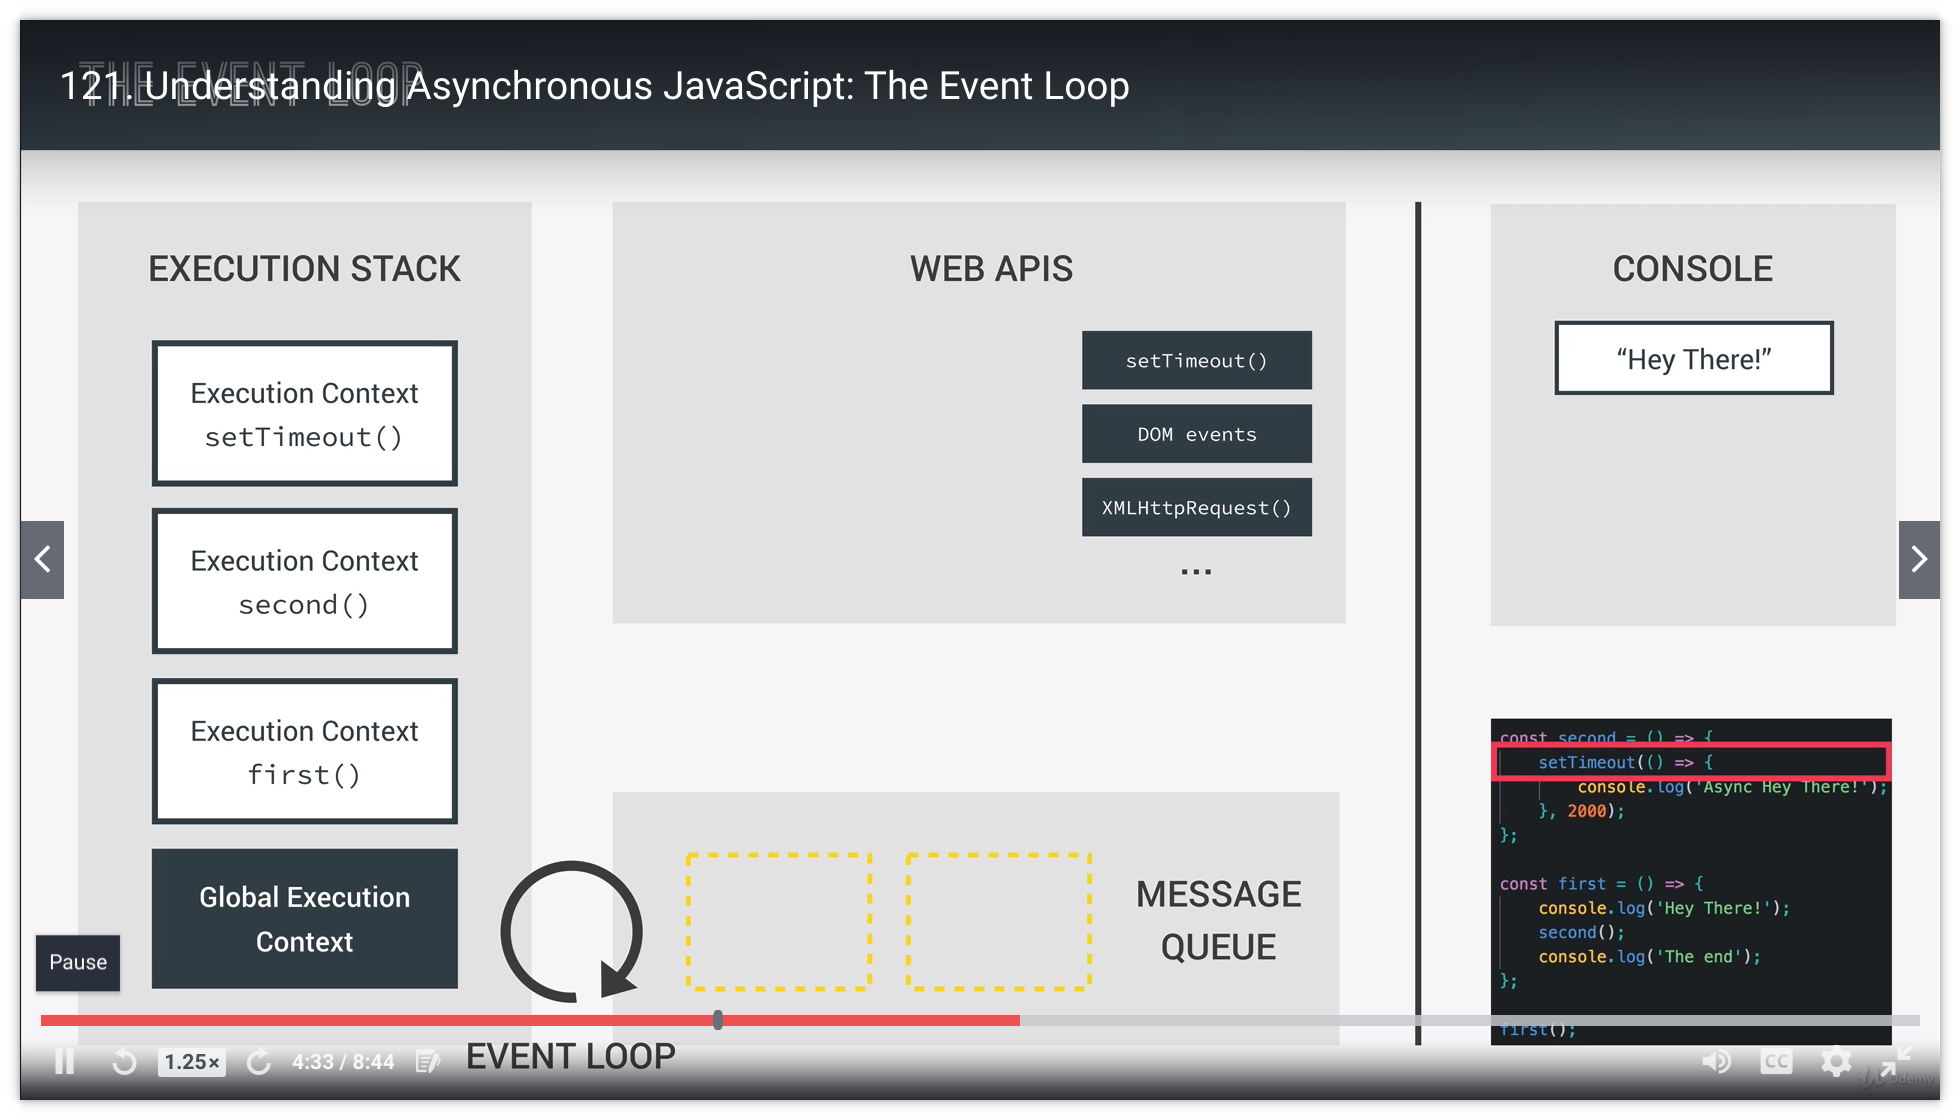 THE EVENT LOOP
121. Understanding Asynchronous JavaScript: The Event Loop
EXECUTION STACK
Execution Context
setTimeout()
Execution Context
second()
Execution Context
first()
Global Execution
Context
WEB APIS
setTimeout()
DOM events
XMLHttpRequest()
...
MESSAGE
QUEUE
EVENT LOOP
CONSOLE
“Hey There!”
const second = () => {
setTimeout(() => {
console.log('Async Hey There!');
}, 2000);
};
const first = () => {
console.log('Hey There!');
second();
console.log('The end');
};
first();
Pause
1.25×
4:33 / 8:44
CC
Udemy